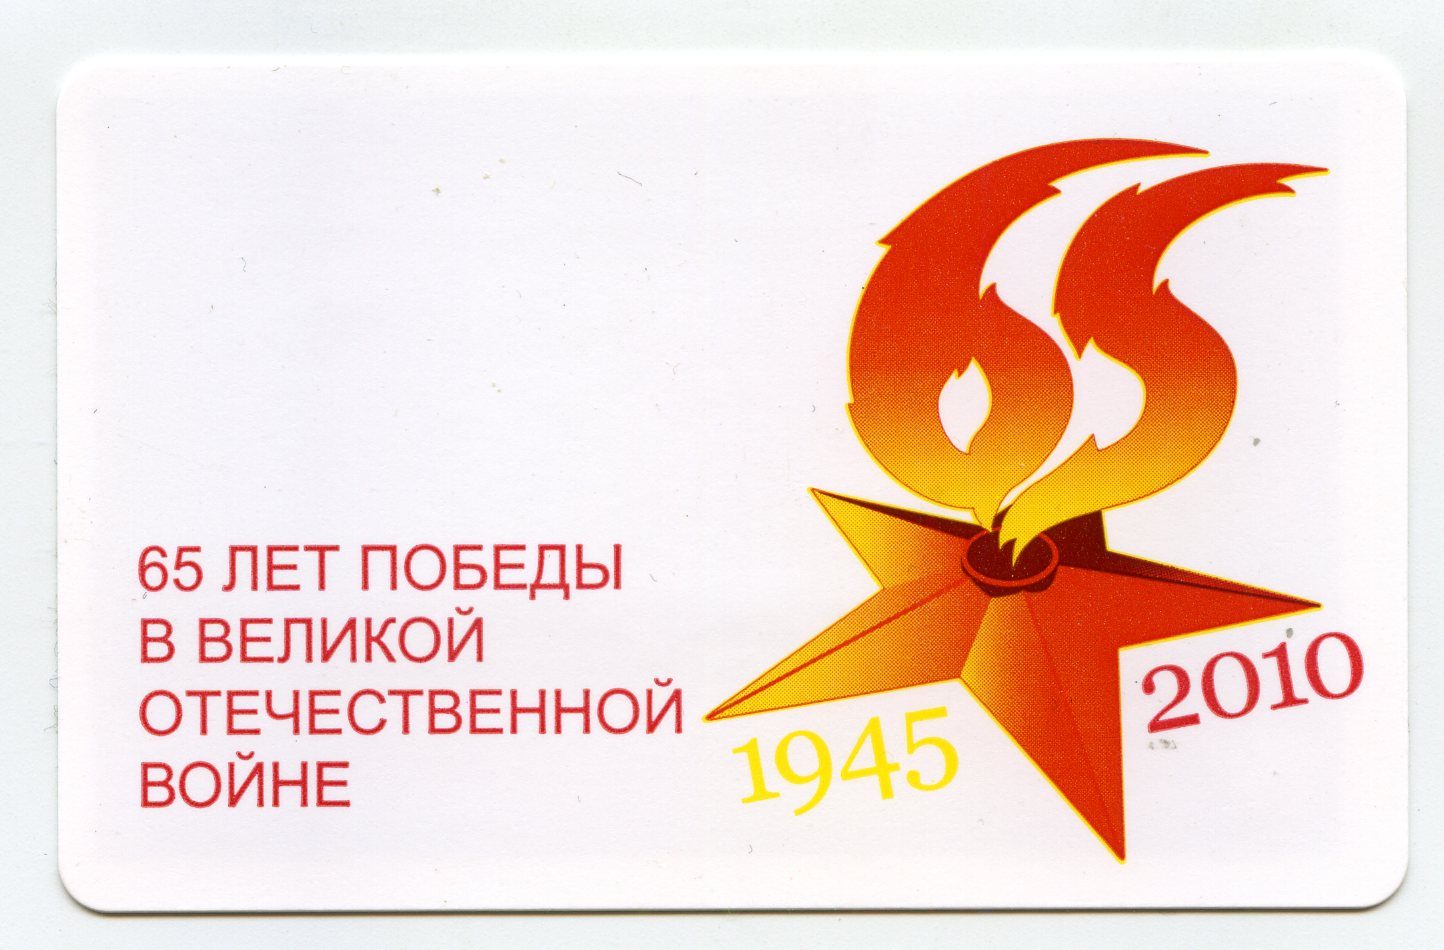 65 ЛЕТ ПОБЕДЫ
В ВЕЛИКОЙ
ОТЕЧЕСТВЕННОЙ
ВОЙНЕ
1945
2010